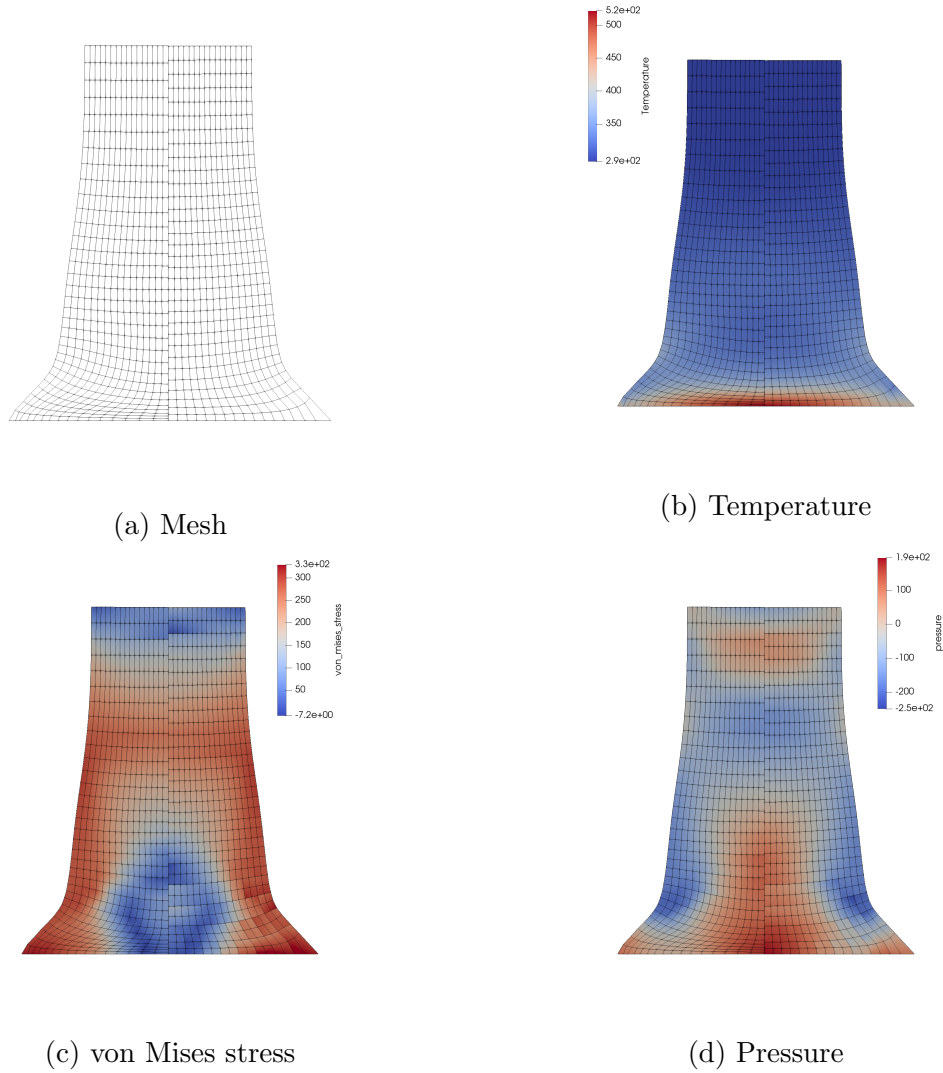 5.2e+02
500
450
400
350
2.9e+02
Temperature
(a) Mesh
(b) Temperature
3.3e+02
300
250
200
150
100
50
-7.2e+00
von_mises_stress
1.9e+02
100
0
-100
-200
-2.5e+02
pressure
(c) von Mises stress
(d) Pressure